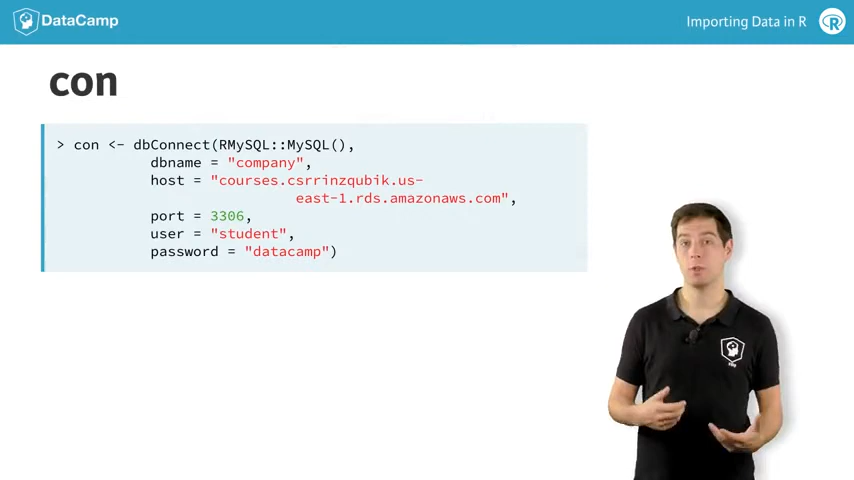 DataCamp
Importing Data in R
R
con
> con <- dbConnect(RMySQL::MySQL(),
dbname = "company",
host = "courses.csrrinzqubik.us-
east-1.rds.amazonaws.com",
port = 3306,
user = "student",
password = "datacamp")